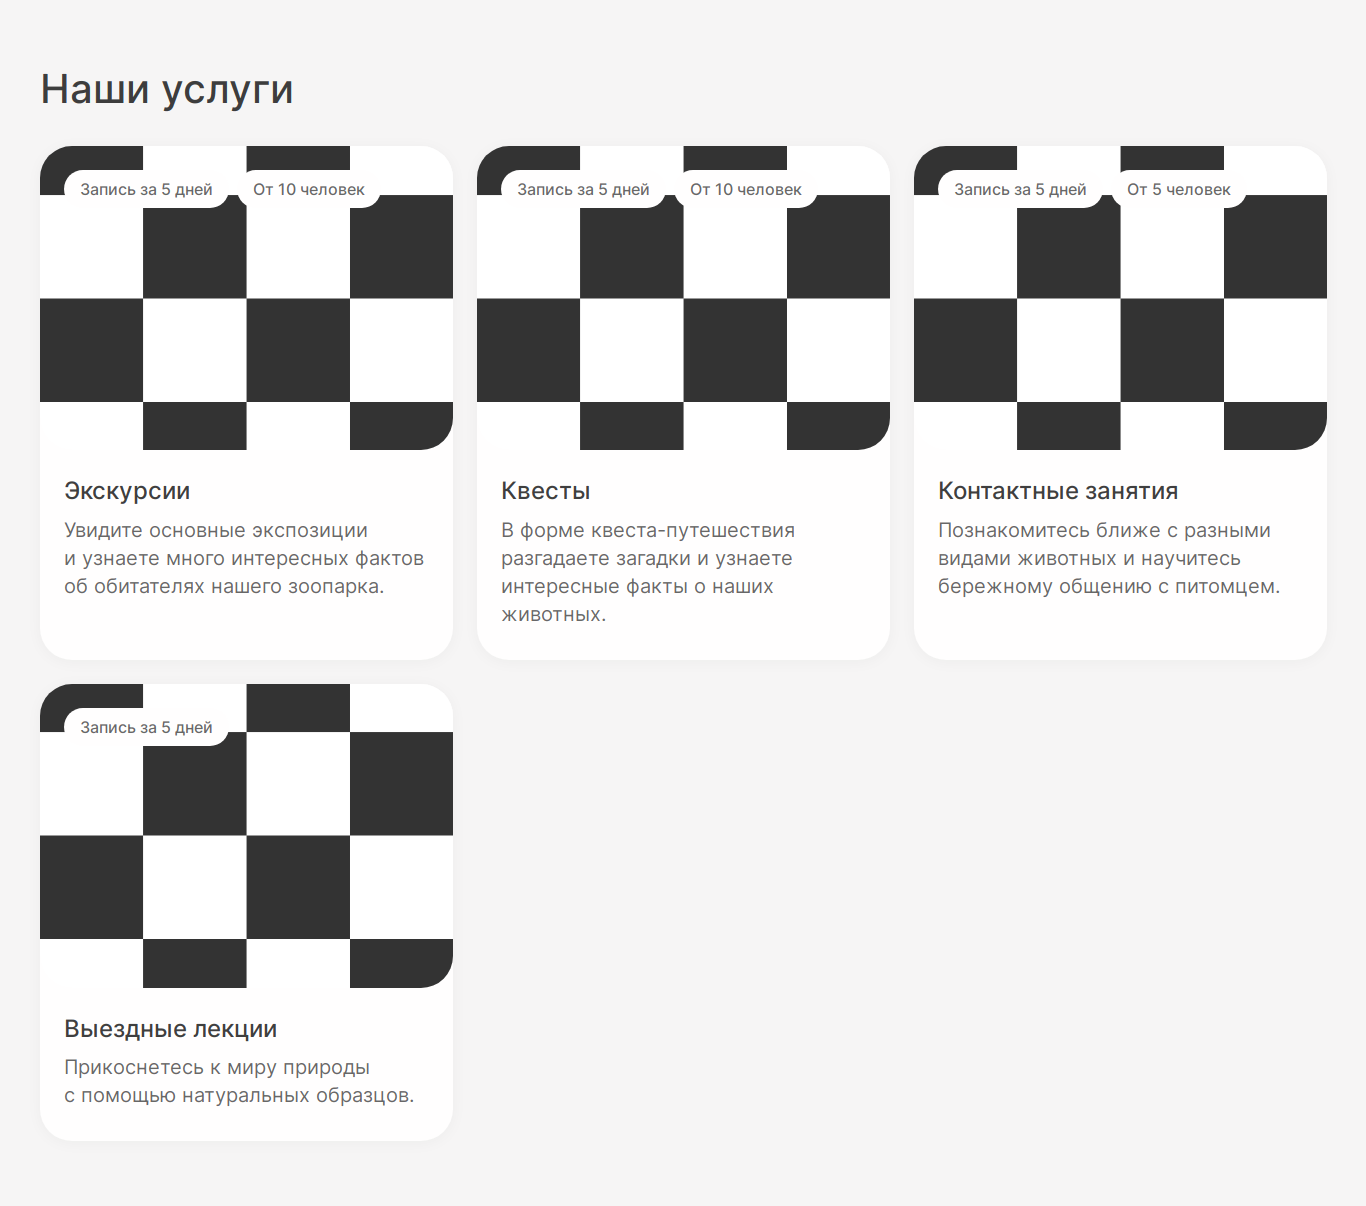 Наши услуги
Запись за 5 дней
От 10 человек
Экскурсии
Увидите основные экспозиции
и узнаете много интересных фактов
об обитателях нашего зоопарка.
Запись за 5 дней
От 10 человек
Квесты
В форме квеста-путешествия
разгадаете загадки и узнаете
интересные факты о наших
животных.
Запись за 5 дней
От 5 человек
Контактные занятия
Познакомитесь ближе с разными
видами животных и научитесь
бережному общению с питомцем.
Запись за 5 дней
Выездные лекции
Прикоснетесь к миру природы
с помощью натуральных образцов.